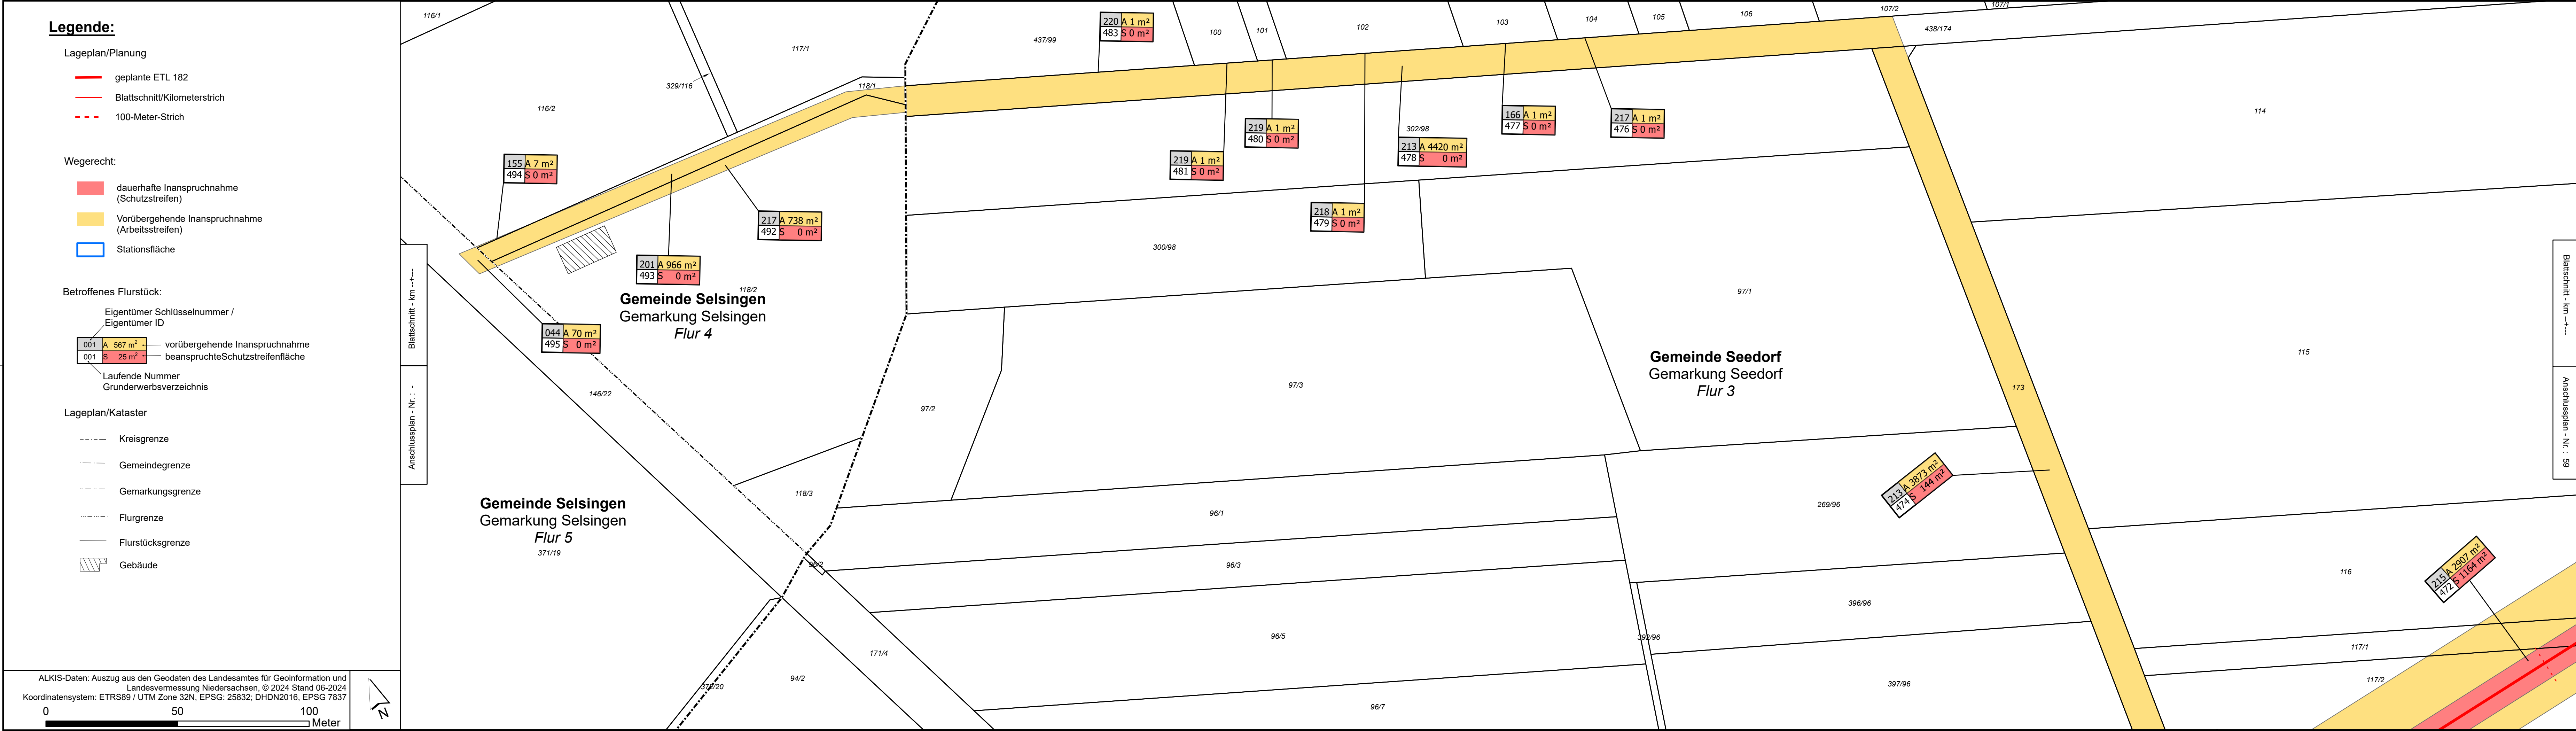 Legende:
Lageplan/Planung
geplante ETL 182
Blattschnitt/Kilometerstrich
100-Meter-Strich
Wegerecht:
dauerhafte Inanspruchnahme
(Schutzstreifen)
Vorübergehende Inanspruchnahme
(Arbeitsstreifen)
Stationsfläche
Betroffenes Flurstück:
Eigentümer Schlüsselnummer /
Eigentümer ID
001 A 567 m²
001 S 25 m²
vorübergehende Inanspruchnahme
beanspruchteSchutzstreifenfläche
Laufende Nummer
Grunderwerbsverzeichnis
Lageplan/Kataster
Kreisgrenze
Gemeindegrenze
Gemarkungsgrenze
Flurgrenze
Flurstücksgrenze
Gebäude
ALKIS-Daten: Auszug aus den Geodaten des Landesamtes für Geoinformation und
Landesvermessung Niedersachsen, © 2024 Stand 06-2024
Koordinatensystem: ETRS89 / UTM Zone 32N, EPSG: 25832; DHDN2016, EPSG 7837
0 50 100
Meter
N
Blattschnitt - km --+---
Anschlussplan - Nr. : -
116/1
117/1
329/116
116/2
118/1
437/99
220 A 1 m²
483 S 0 m²
100
101
102
103
104
105
106
107/2
107/1
438/174
114
155 A 7 m²
494 S 0 m²
217 A 738 m²
492 S 0 m²
201 A 966 m²
493 S 0 m²
118/2
Gemeinde Selsingen
Gemarkung Selsingen
Flur 4
044 A 70 m²
495 S 0 m²
146/22
219 A 1 m²
481 S 0 m²
219 A 1 m²
480 S 0 m²
218 A 1 m²
479 S 0 m²
302/98
213 A 4420 m²
478 S 0 m²
166 A 1 m²
477 S 0 m²
217 A 1 m²
476 S 0 m²
300/98
97/1
Gemeinde Seedorf
Gemarkung Seedorf
Flur 3
97/3
97/2
173
115
118/3
Gemeinde Selsingen
Gemarkung Selsingen
Flur 5
371/19
96/1
96/2
96/3
96/5
96/7
171/4
94/2
269/96
213 A 3873 m²
474 S 144 m²
396/96
392/96
397/96
116
215 A 2907 m²
472 S 1164 m²
117/1
117/2
Blattschnitt - km --+---
Anschlussplan - Nr. : 59